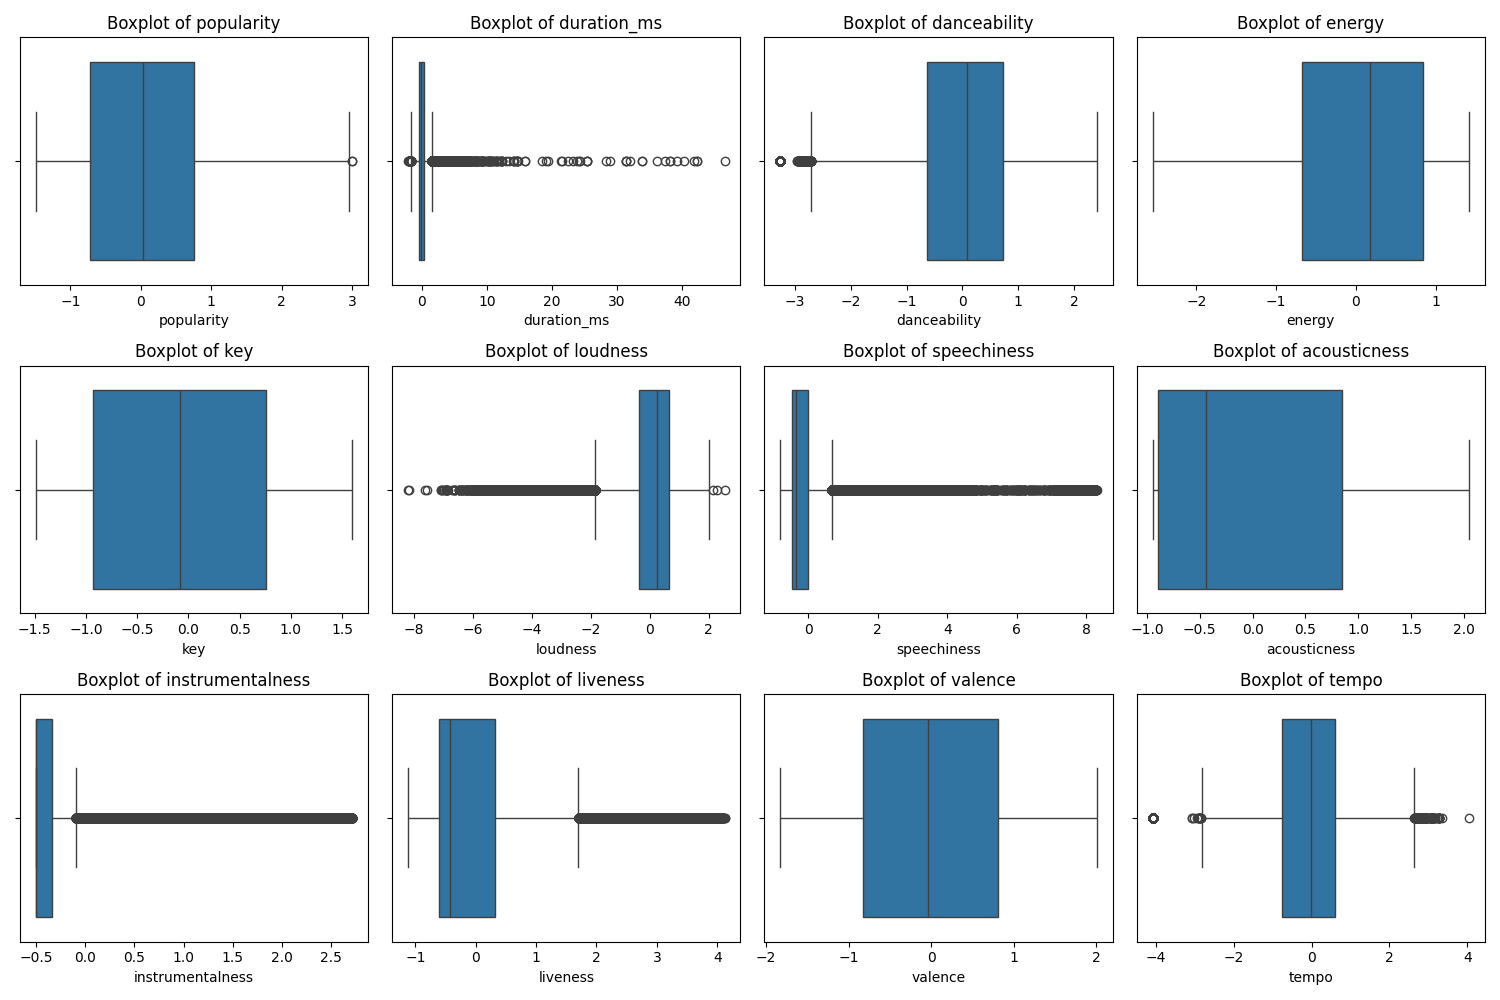 Boxplot of popularity Boxplot of duration_ms Boxplot of danceability Boxplot of energy
−1 0 1 2 3 0 10 20 30 40 −3 −2 −1 0 1 2 −2 −1 0 1
popularity duration_ms danceability energy
Boxplot of key Boxplot of loudness Boxplot of speechiness Boxplot of acousticness
−1.5 −1.0 −0.5 0.0 0.5 1.0 1.5 −8 −6 −4 −2 0 2 0 2 4 6 8 −1.0 −0.5 0.0 0.5 1.0 1.5 2.0
key loudness speechiness acousticness
Boxplot of instrumentalness Boxplot of liveness Boxplot of valence Boxplot of tempo
−0.5 0.0 0.5 1.0 1.5 2.0 2.5 −1 0 1 2 3 4 −2 −1 0 1 2 −4 −2 0 2 4
instrumentalness liveness valence tempo